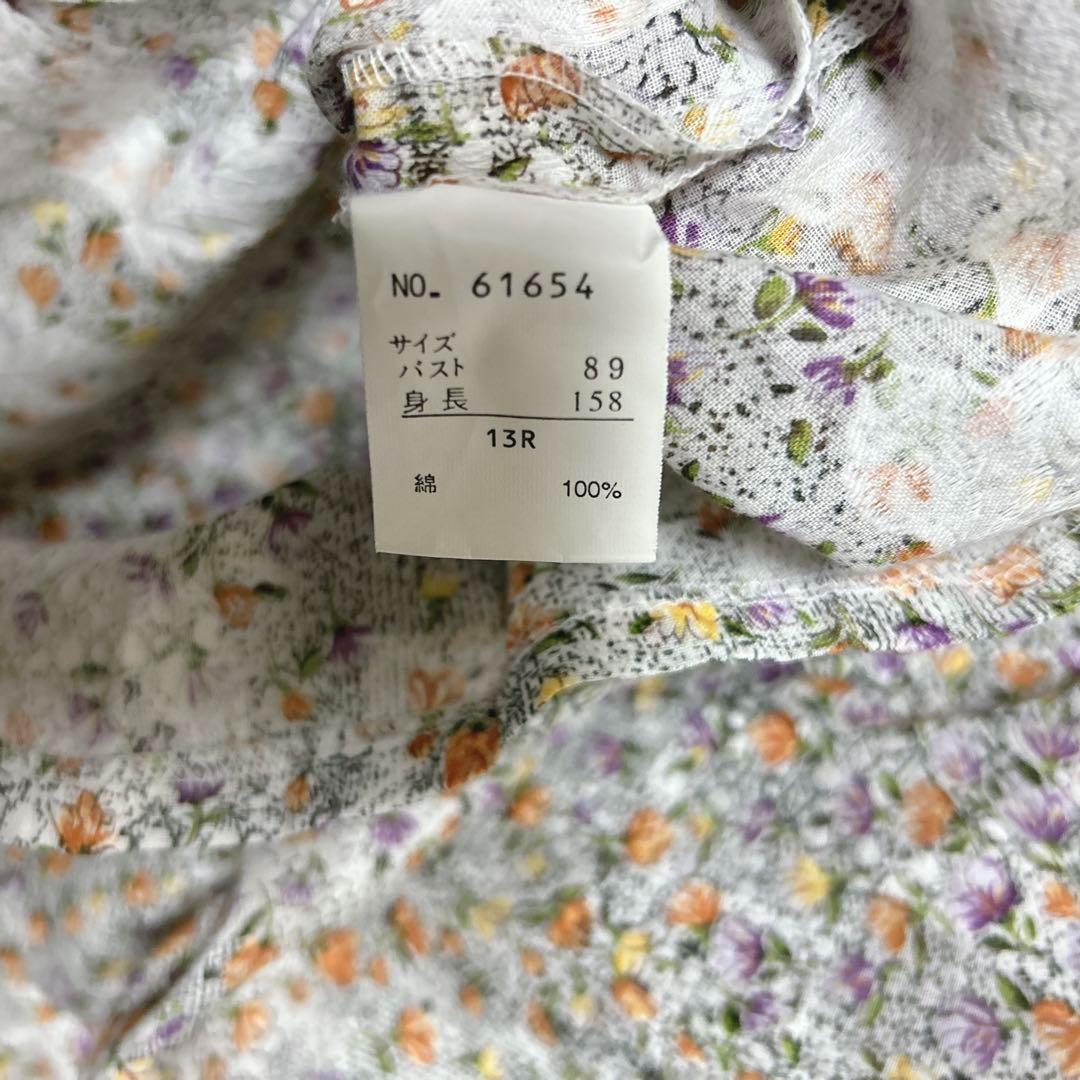 NO. 61654
サイズ
バスト 89
身長 158
13R
綿 100%